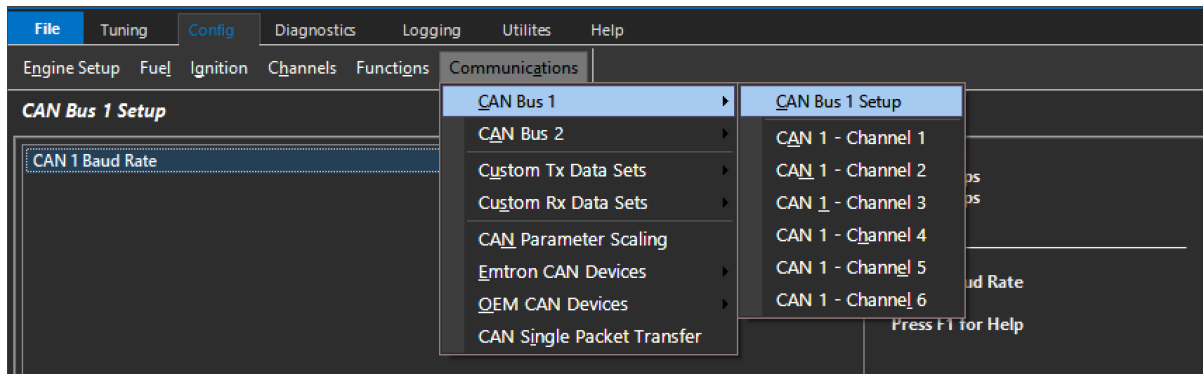 File Tuning Config Diagnostics Logging Utilites Help
Engine Setup Fuel Ignition Channels Functions Communications
CAN Bus 1 Setup
CAN 1 Baud Rate
CAN Bus 1
CAN Bus 2
Custom Tx Data Sets
Custom Rx Data Sets
CAN Parameter Scaling
Emtron CAN Devices
OEM CAN Devices
CAN Single Packet Transfer
CAN Bus 1 Setup
CAN 1 - Channel 1
CAN 1 - Channel 2
CAN 1 - Channel 3
CAN 1 - Channel 4
CAN 1 - Channel 5
CAN 1 - Channel 6
ps
ps
ud Rate
Press F1 for Help